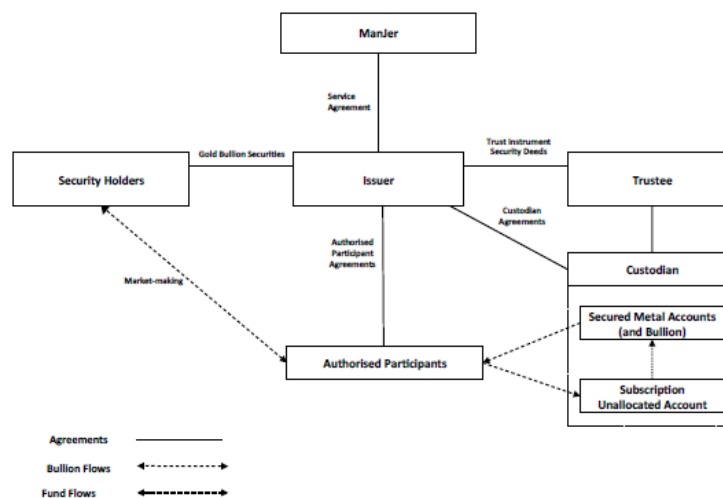 ManJer
Service
Agreement
Gold Bullion Securities
Trust Instrument
Security Deeds
Security Holders
Issuer
Trustee
Custodian
Agreements
Authorised
Participant
Agreements
Custodian
Market-making
Secured Metal Accounts
(and Bullion)
Authorised Participants
Subscription
Unallocated Account
Agreements
Bullion Flows
Fund Flows